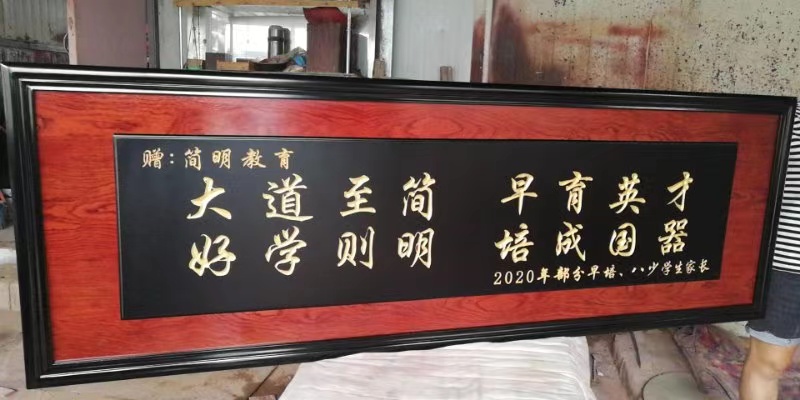 赠:简明教育
大道至简 早育英才
好学则明 培成国器
2020年部分早培、八少学生家长